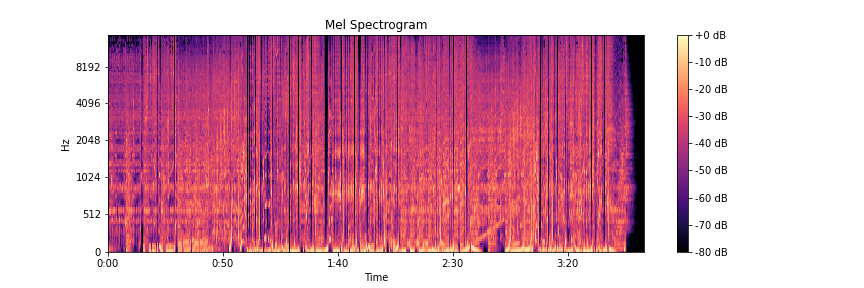 Mel Spectrogram
Hz
8192
4096
2048
1024
512
0
0:00
0:50
1:40
2:30
3:20
Time
+0 dB
-10 dB
-20 dB
-30 dB
-40 dB
-50 dB
-60 dB
-70 dB
-80 dB